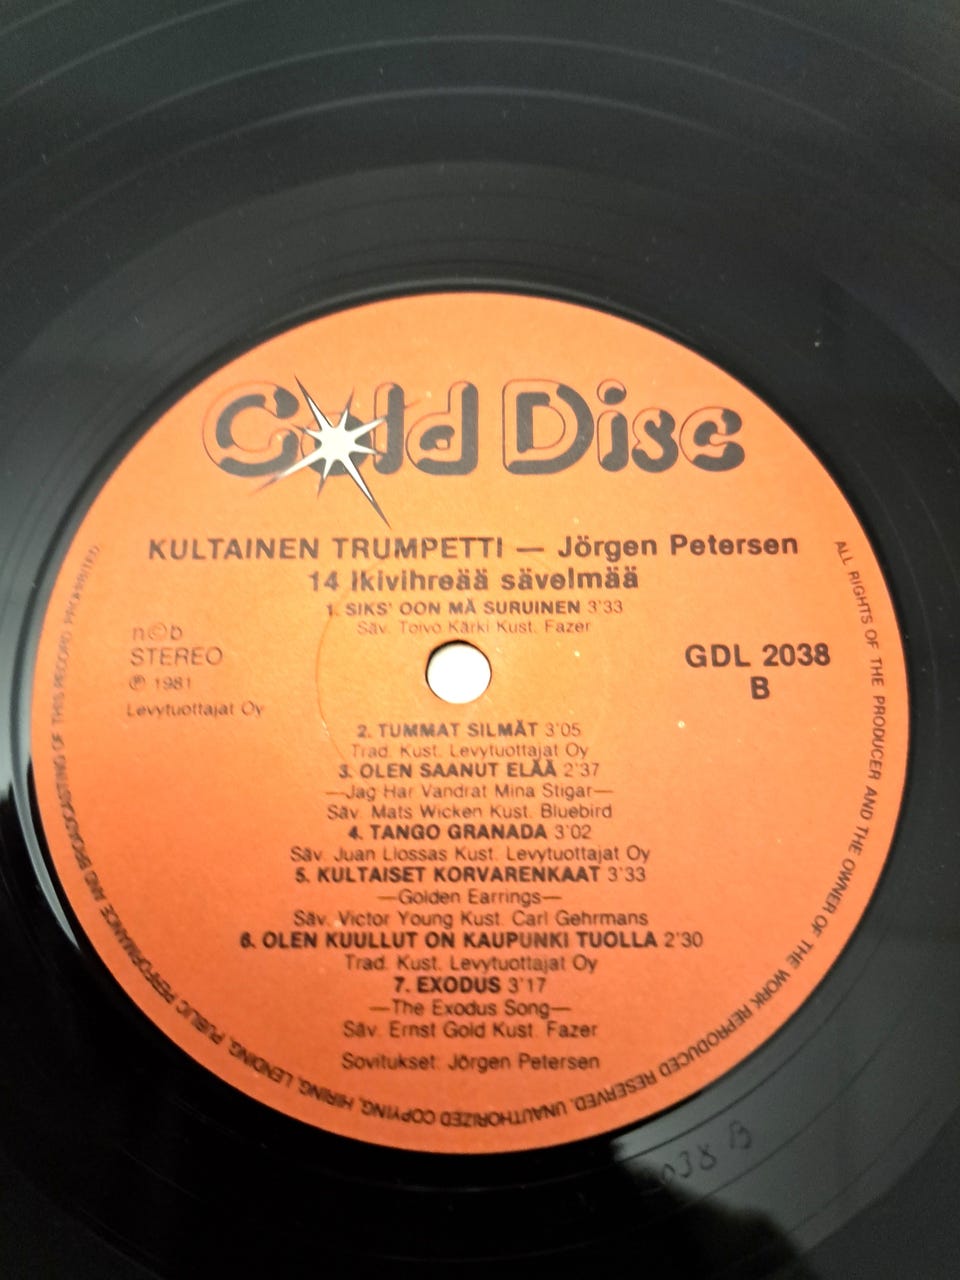 Gold Disc
KULTAINEN TRUMPETTI — Jörgen Petersen
14 Ikivihreää sävelmää
1. SIKS' OON MÄ SURUINEN 3'33
Säv. Toivo Kärki Kust. Fazer
n©b
STEREO
℗ 1981
Levytuottajat Oy
GDL 2038
B
2. TUMMAT SILMÄT 3'05
Trad. Kust. Levytuottajat Oy
3. OLEN SAANUT ELÄÄ 2'37
—Jag Har Vandrat Mina Stigar—
Säv. Mats Wicken Kust. Bluebird
4. TANGO GRANADA 3'02
Säv. Juan Llossas Kust. Levytuottajat Oy
5. KULTAISET KORVARENKAAT 3'33
—Golden Earrings—
Säv. Victor Young Kust. Carl Gehrmans
6. OLEN KUULLUT ON KAUPUNKI TUOLLA 2'30
Trad. Kust. Levytuottajat Oy
7. EXODUS 3'17
—The Exodus Song—
Säv. Ernst Gold Kust. Fazer
Sovitukset: Jörgen Petersen
ALL RIGHTS OF THE PRODUCER AND THE OWNER OF THE WORK REPRODUCED RESERVED. UNAUTHORIZED COPYING, HIRING, LENDING, PUBLIC PERFORMANCE AND BROADCASTING OF THIS RECORD PROHIBITED.
038 B